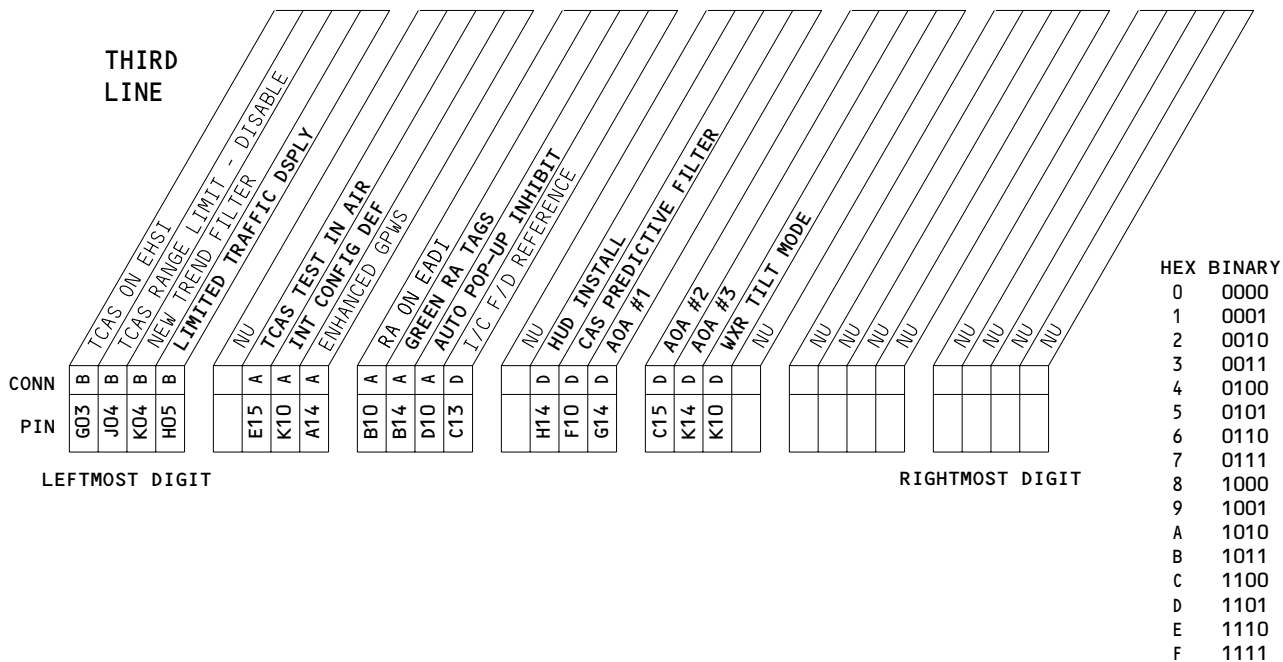 THIRD
LINE
TCAS ON EHSI
TCAS RANGE LIMIT - DISABLE
NEW TREND FILTER
LIMITED TRAFFIC DSPLY
NU
TCAS TEST IN AIR
INT CONFIG DEF
ENHANCED GPWS
RA ON EADI
GREEN RA TAGS
AUTO POP-UP INHIBIT
I/C F/D REFERENCE
NU
HUD INSTALL
CAS PREDICTIVE FILTER
AOA #1
AOA #2
AOA #3
WXR TILT MODE
NU
NU
NU
NU
NU
NU
NU
NU
NU
CONN B B B B A A A A A A D D D D D D D
PIN G03 J04 K04 H05 E15 K10 A14 B10 B14 D10 C13 H14 F10 G14 C15 K14 K10
LEFTMOST DIGIT
RIGHTMOST DIGIT
HEX BINARY
0 0000
1 0001
2 0010
3 0011
4 0100
5 0101
6 0110
7 0111
8 1000
9 1001
A 1010
B 1011
C 1100
D 1101
E 1110
F 1111